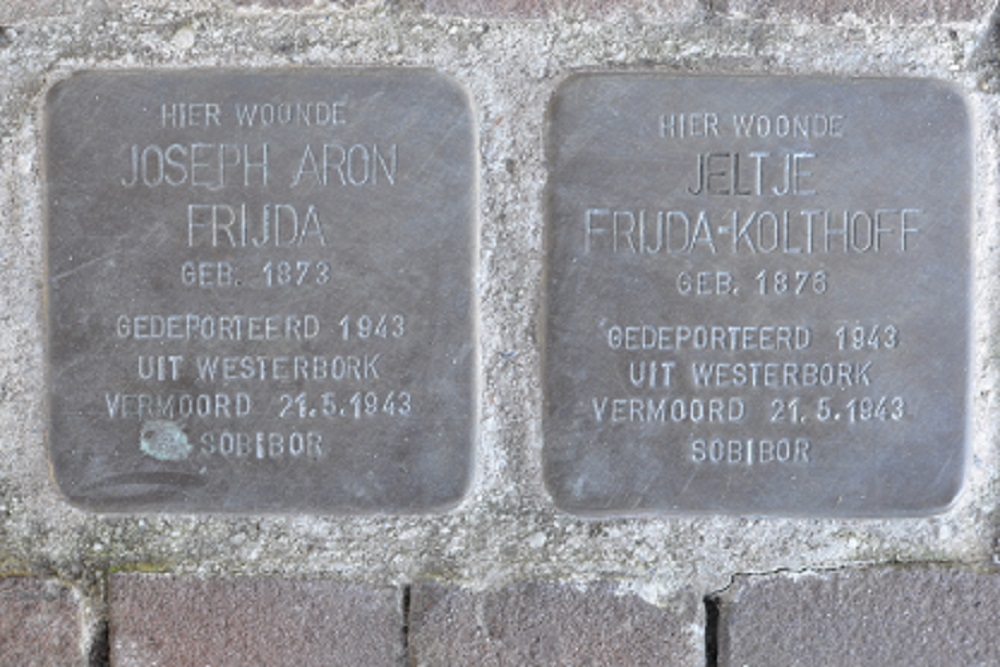 HIER WOONDE
JOSEPH ARON
FRIJDA
GEB. 1873
GEDEPORTEERD 1943
UIT WESTERBORK
VERMOORD 21.5.1943
SOBIBOR
HIER WOONDE
JELTJE
FRIJDA-KOLTHOFF
GEB. 1876
GEDEPORTEERD 1943
UIT WESTERBORK
VERMOORD 21.5.1943
SOBIBOR